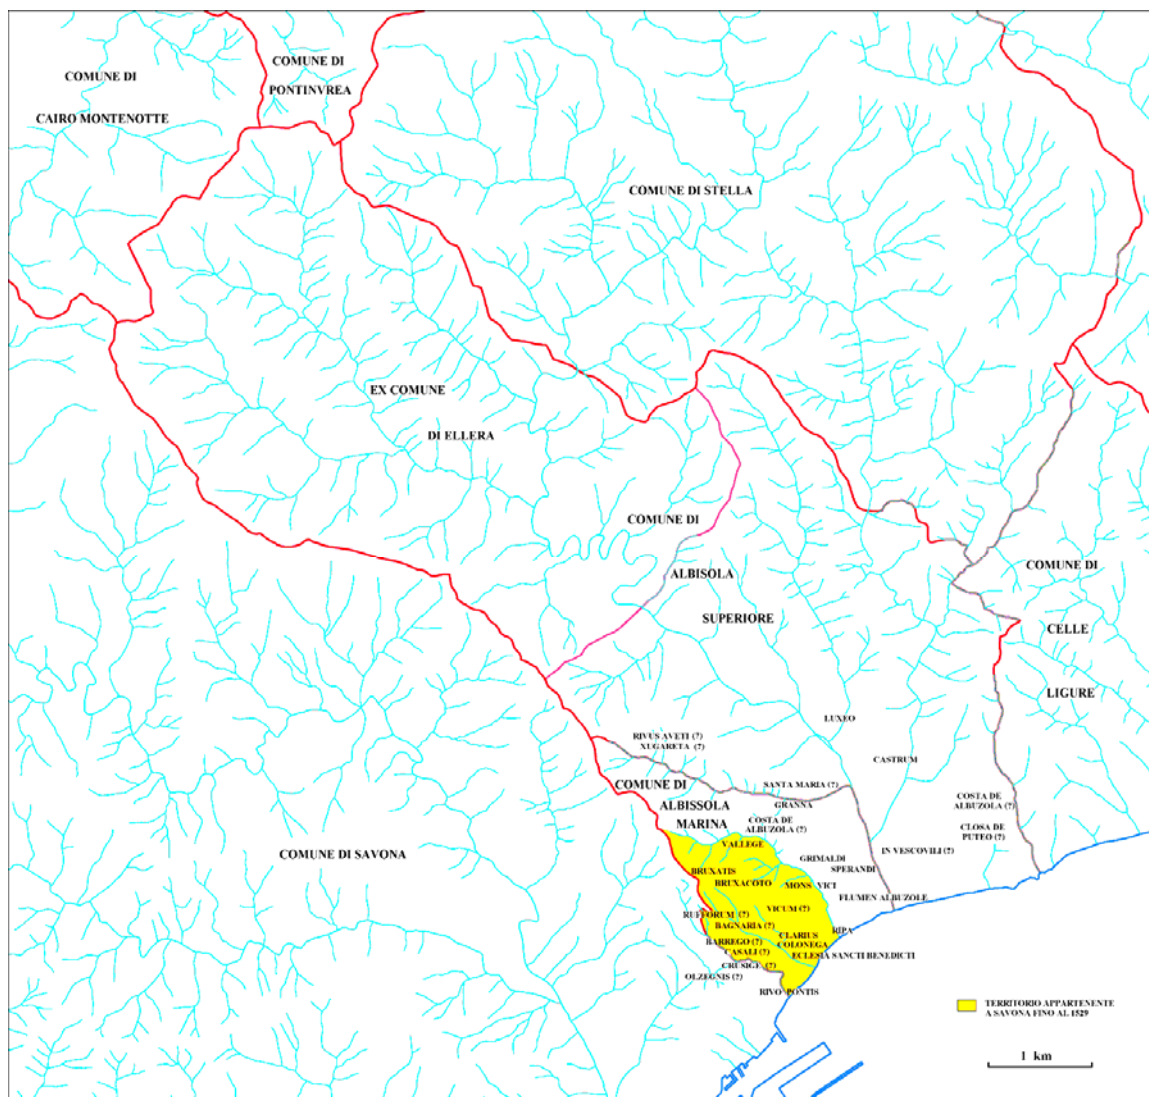 COMUNE DI
PONTINVREA
COMUNE DI
CAIRO MONTENOTTE
COMUNE DI STELLA
EX COMUNE
DI ELLERA
COMUNE DI
ALBISOLA
SUPERIORE
COMUNE DI
CELLE
LIGURE
LUXEO
RIVUS AVETI (?)
XUGARETA (?)
CASTRUM
COMUNE DI
ALBISSOLA
MARINA
SANTA MARIA (?)
GRANNA
COSTA DE
ALBUZOLA (?)
COSTA DE
ALBUZOLA (?)
CLOSA DE
PUTEO (?)
VALLEGE
IN VESCOVILI (?)
COMUNE DI SAVONA
GRIMALDI
SPERANDI
BRUXATIS
BRUXACOTO
MONS VICI
FLUMEN ALBUZOLE
VICUM (?)
RUFFORUM (?)
BAGNARIA (?)
RIPA
CLARIUS
COLONEGA
BARREGO (?)
CASALI (?)
ECLESIA SANCTI BENEDICTI
CRUSIGE (?)
OLZEGNIS (?)
RIVO PONTIS
TERRITORIO APPARTENENTE
A SAVONA FINO AL 1529
1 km